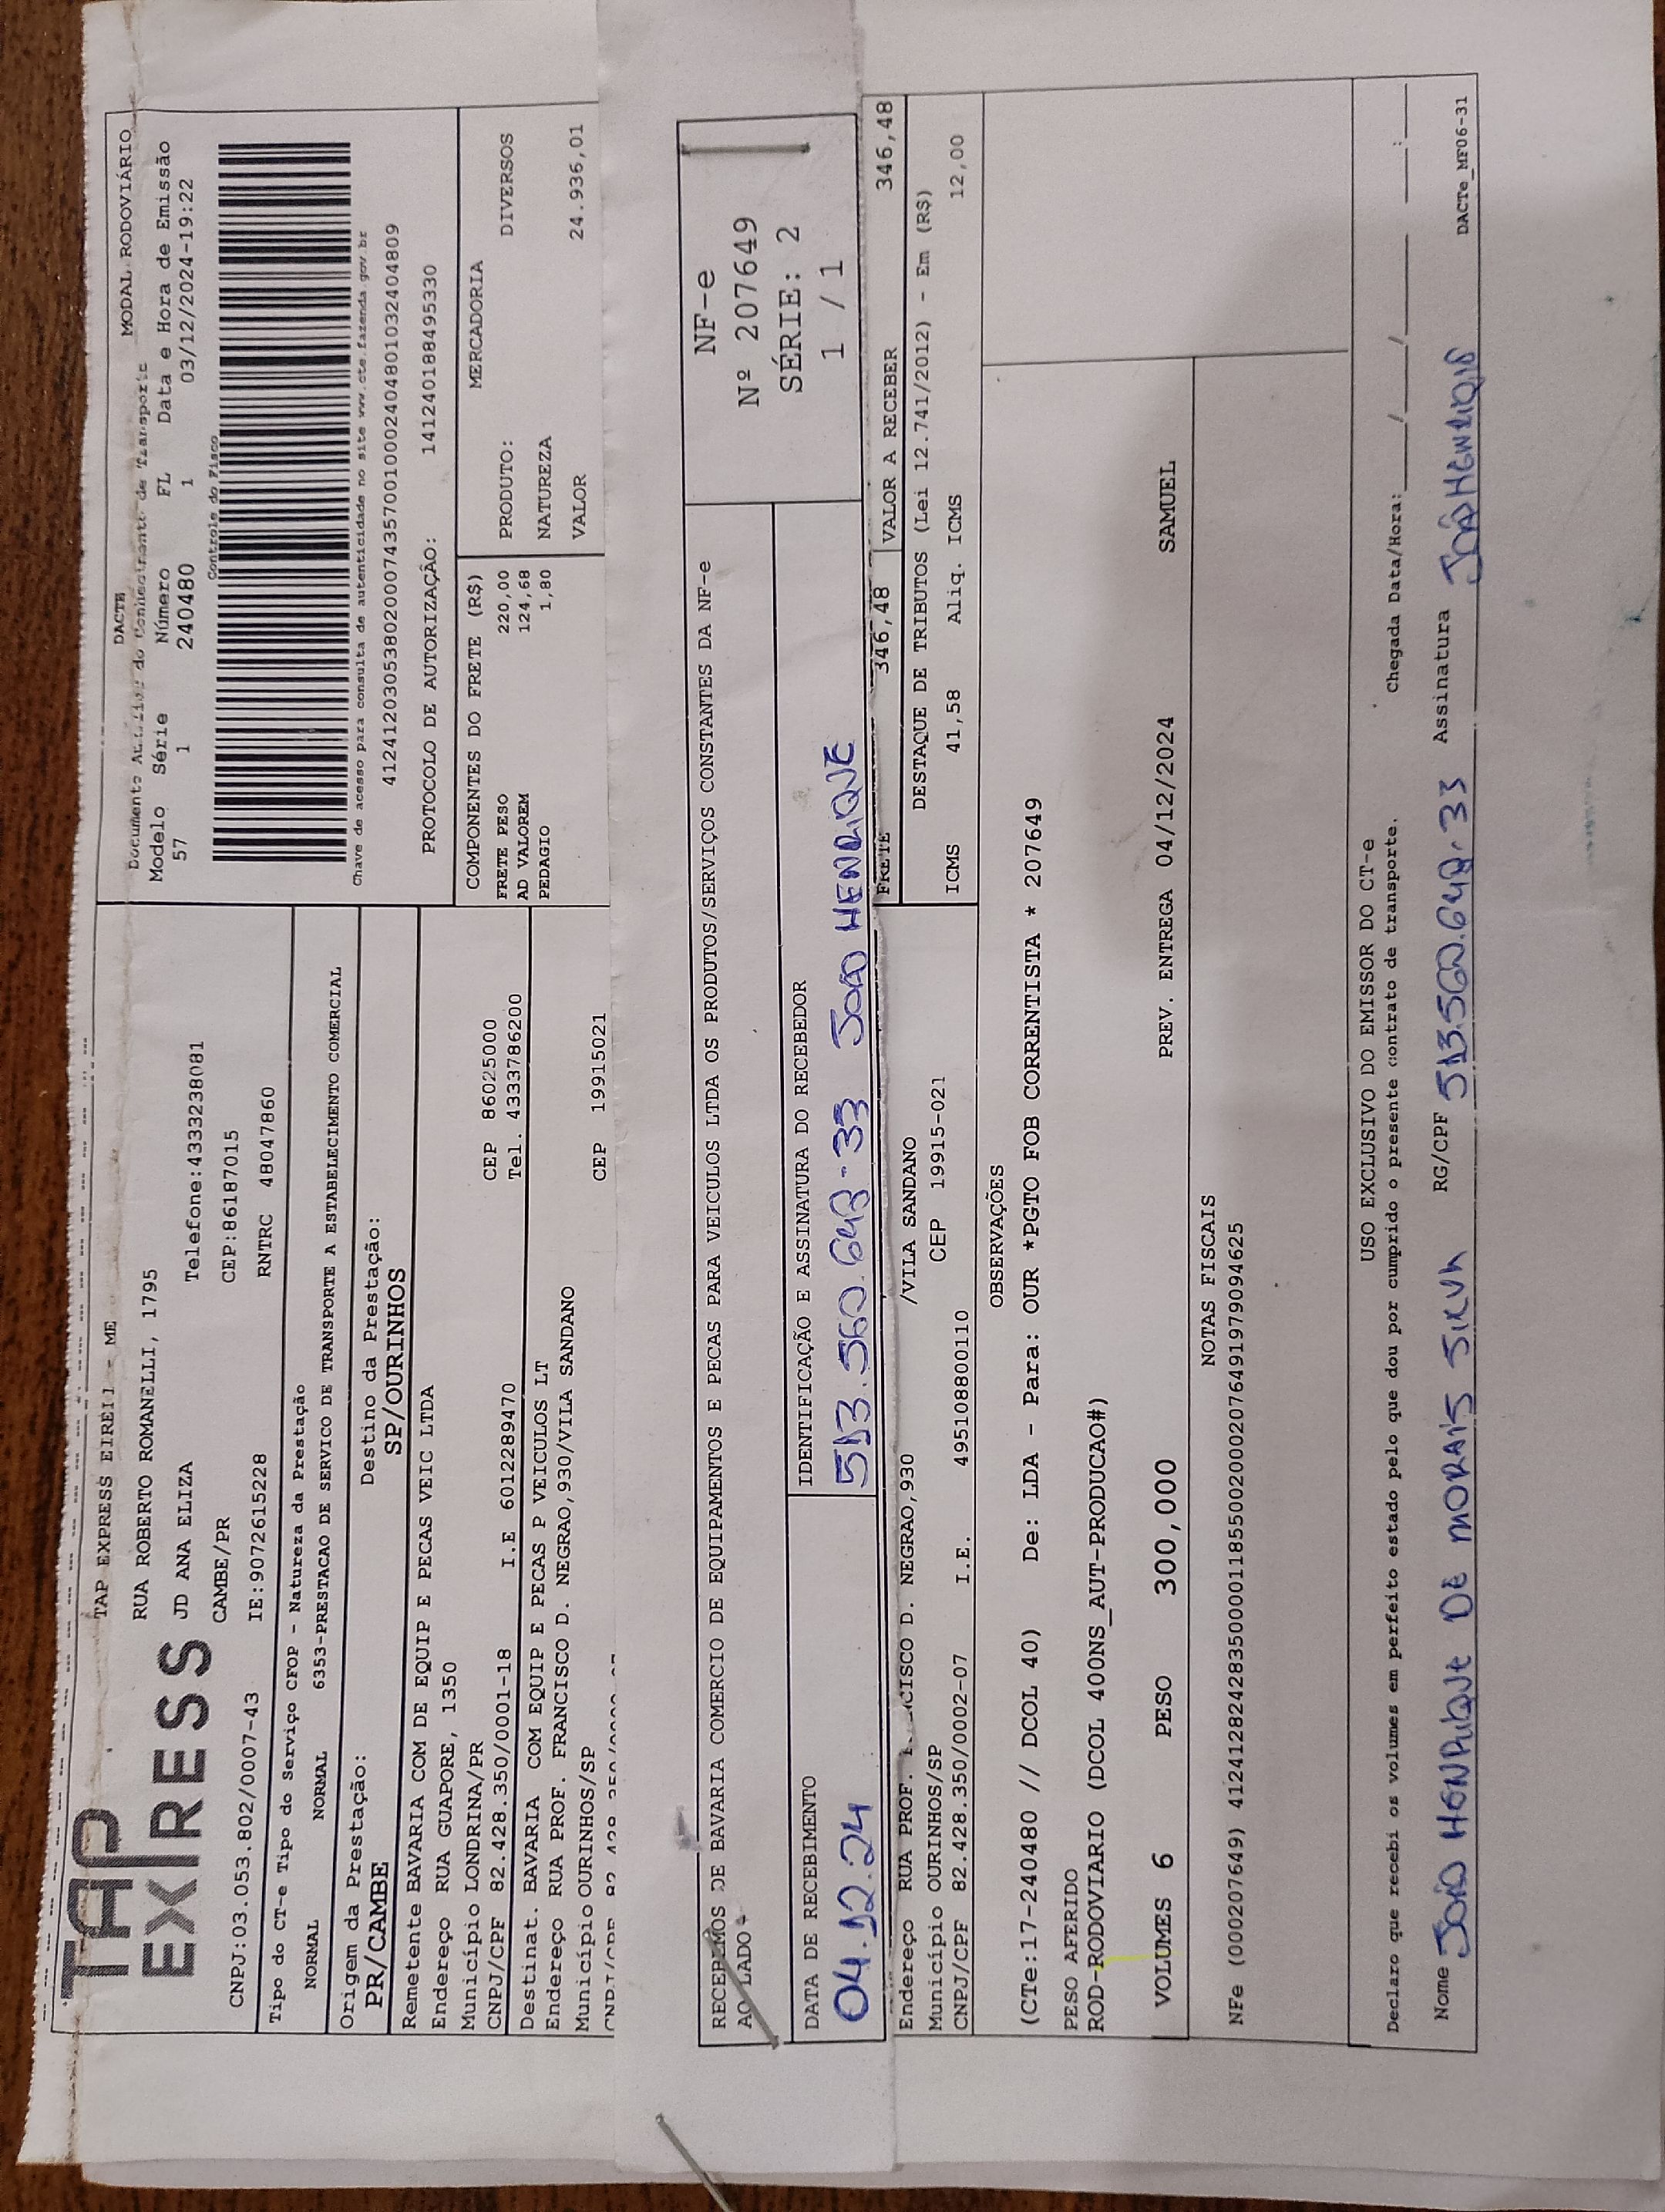 TAP EXPRESS
TAP EXPRESS EIRELI - ME
RUA ROBERTO ROMANELLI, 1795
JD ANA ELIZA Telefone:4333238081
CAMBE/PR CEP:86187015
CNPJ:03.053.802/0007-43 IE:9072615228 RNTRC 48047860
Tipo do CT-e Tipo do Serviço CFOP - Natureza da Prestação
NORMAL NORMAL 6353-PRESTACAO DE SERVICO DE TRANSPORTE A ESTABELECIMENTO COMERCIAL
Origem da Prestação: Destino da Prestação:
PR/CAMBE SP/OURINHOS
Remetente BAVARIA COM DE EQUIP E PECAS VEIC LTDA
Endereço RUA GUAPORE, 1350
Município LONDRINA/PR CEP 86025000
CNPJ/CPF 82.428.350/0001-18 I.E 6012289470 Tel. 4333786200
Destinat. BAVARIA COM EQUIP E PECAS P VEICULOS LT
Endereço RUA PROF. FRANCISCO D. NEGRAO,930/VILA SANDANO
Município OURINHOS/SP CEP 19915021
DACTE MODAL RODOVIÁRIO
Documento Auxiliar do Conhecimento de Transporte
Modelo Série Número FL Data e Hora de Emissão
57 1 240480 1 03/12/2024-19:22
Controle do Fisco
Chave de acesso para consulta de autenticidade no site www.cte.fazenda.gov.br
41241203053802000743570010002404801032404809
PROTOCOLO DE AUTORIZAÇÃO: 141240188495330
COMPONENTES DO FRETE (R$) MERCADORIA
FRETE PESO 220,00 PRODUTO: DIVERSOS
AD VALOREM 124,68
PEDAGIO 1,80 NATUREZA
VALOR 24.936,01
RECEBEMOS DE BAVARIA COMERCIO DE EQUIPAMENTOS E PECAS PARA VEICULOS LTDA OS PRODUTOS/SERVIÇOS CONSTANTES DA NF-e
AO LADO
NF-e
Nº 207649
SÉRIE: 2
1 / 1
DATA DE RECEBIMENTO IDENTIFICAÇÃO E ASSINATURA DO RECEBEDOR
04.12.24 513.560.648-33 JOAO HENRIQUE
FRETE 346,48 VALOR A RECEBER 346,48
Endereço RUA PROF. CISCO D. NEGRAO,930 /VILA SANDANO
Município OURINHOS/SP CEP 19915-021
CNPJ/CPF 82.428.350/0002-07 I.E. 495108800110
DESTAQUE DE TRIBUTOS (Lei 12.741/2012) - Em (R$)
ICMS 41,58 Aliq. ICMS 12,00
OBSERVAÇÕES
(CTe:17-240480 // DCOL 40) De: LDA - Para: OUR *PGTO FOB CORRENTISTA * 207649
PESO AFERIDO
ROD-RODOVIARIO (DCOL 400NS_AUT-PRODUCAO#)
VOLUMES 6 PESO 300,000 PREV. ENTREGA 04/12/2024 SAMUEL
NOTAS FISCAIS
NFe (000207649) 41241282428350000118550020002076491979094625
USO EXCLUSIVO DO EMISSOR DO CT-e
Declaro que recebi os volumes em perfeito estado pelo que dou por cumprido o presente contrato de transporte. Chegada Data/Hora:____/____/____ ___:___
Nome JOAO HENRIQUE DE MORAIS SILVA RG/CPF 513.560.648-33 Assinatura JOAO HENRIQUE
DACTe_MF06-31